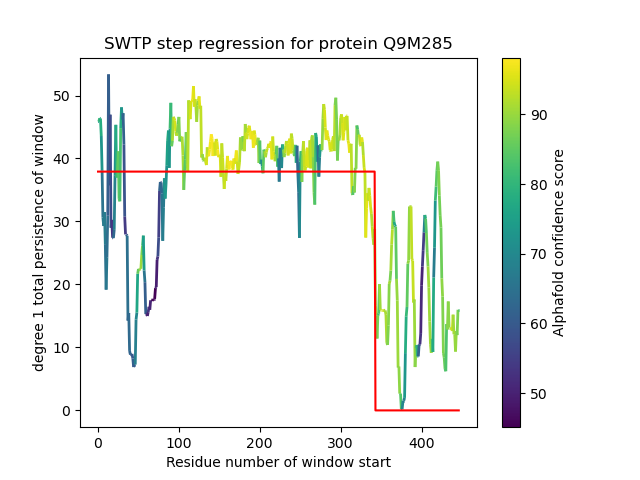 SWTP step regression for protein Q9M285
degree 1 total persistence of window
50
40
30
20
10
0
0 100 200 300 400
Residue number of window start
90
80
70
60
50
Alphafold confidence score